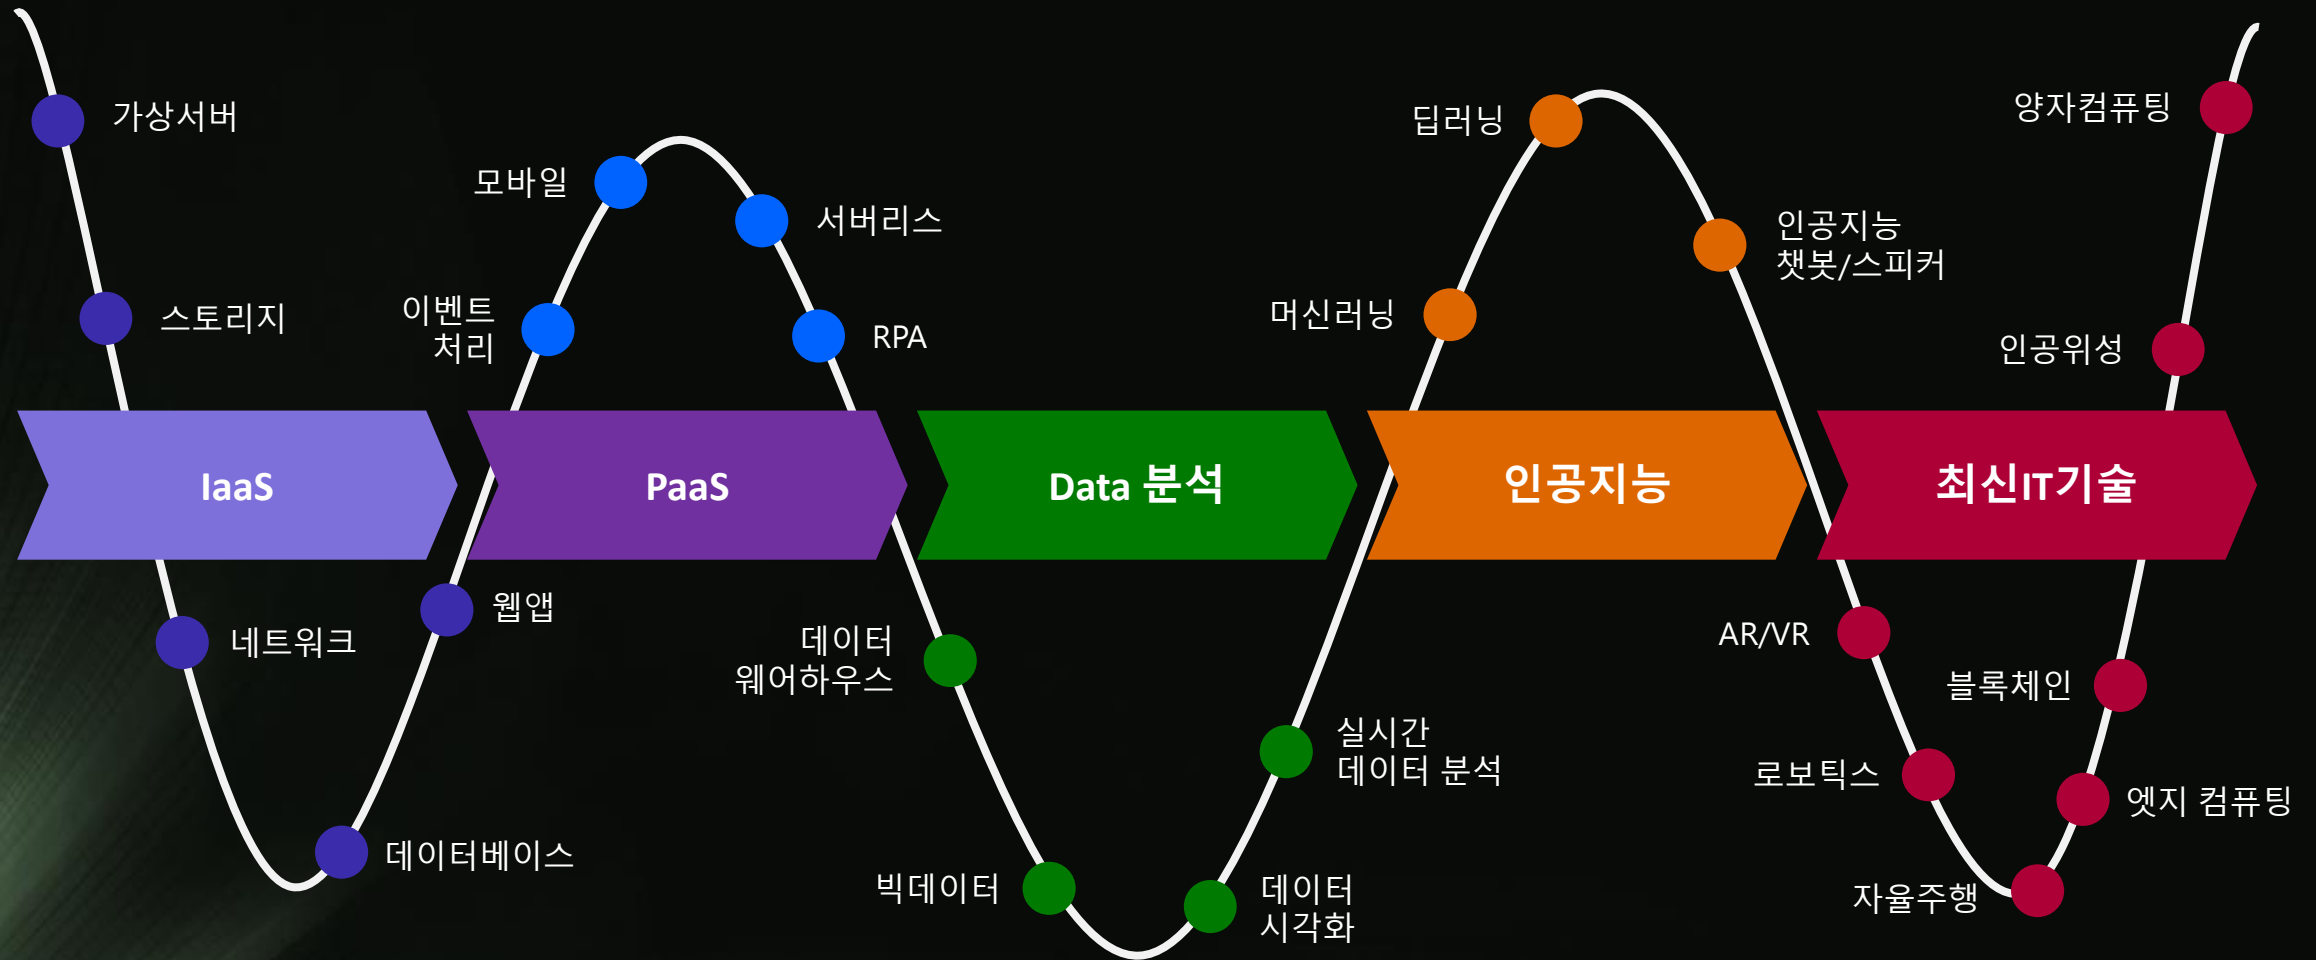 가상서버
스토리지
네트워크
데이터베이스
웹앱
이벤트
처리
모바일
서버리스
RPA
데이터
웨어하우스
빅데이터
데이터
시각화
실시간
데이터 분석
머신러닝
딥러닝
인공지능
챗봇/스피커
AR/VR
로보틱스
자율주행
엣지 컴퓨팅
블록체인
인공위성
양자컴퓨팅
IaaS
PaaS
Data 분석
인공지능
최신IT기술